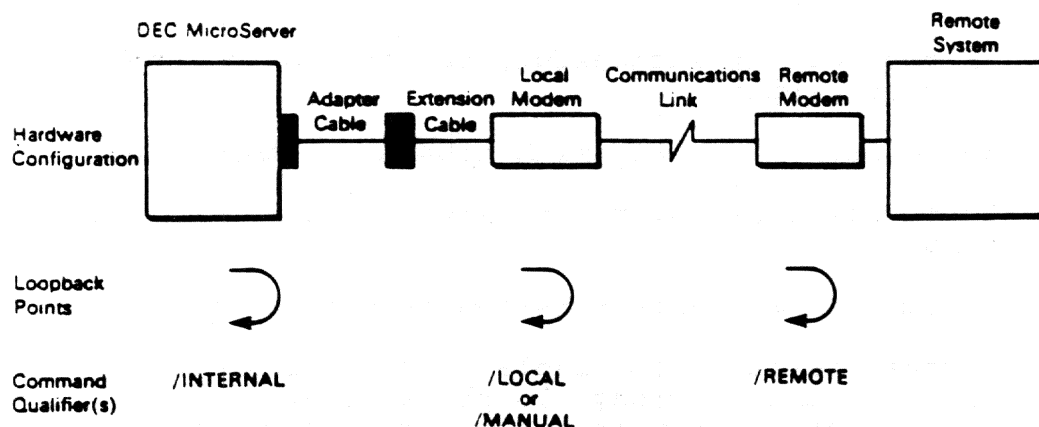 DEC MicroServer
Remote
System
Adapter
Cable
Extension
Cable
Local
Modem
Communications
Link
Remote
Modem
Hardware
Configuration
Loopback
Points
Command
Qualifier(s)
/INTERNAL
/LOCAL
or
/MANUAL
/REMOTE